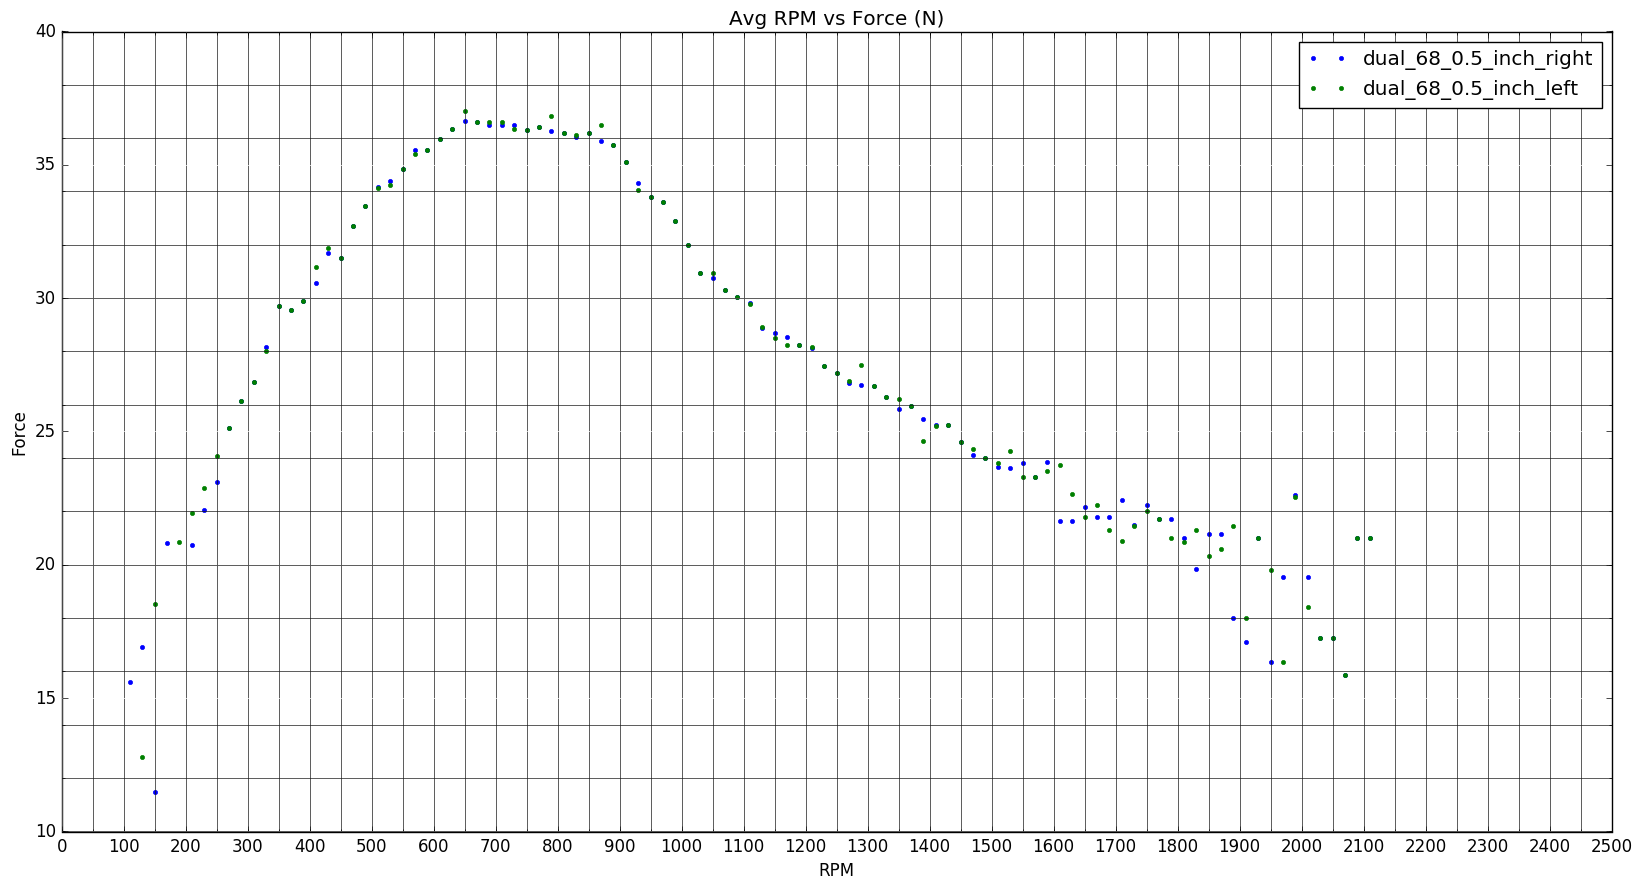 Avg RPM vs Force (N)
dual_68_0.5_inch_right
dual_68_0.5_inch_left
Force
40
35
30
25
20
15
10
0 100 200 300 400 500 600 700 800 900 1000 1100 1200 1300 1400 1500 1600 1700 1800 1900 2000 2100 2200 2300 2400 2500
RPM